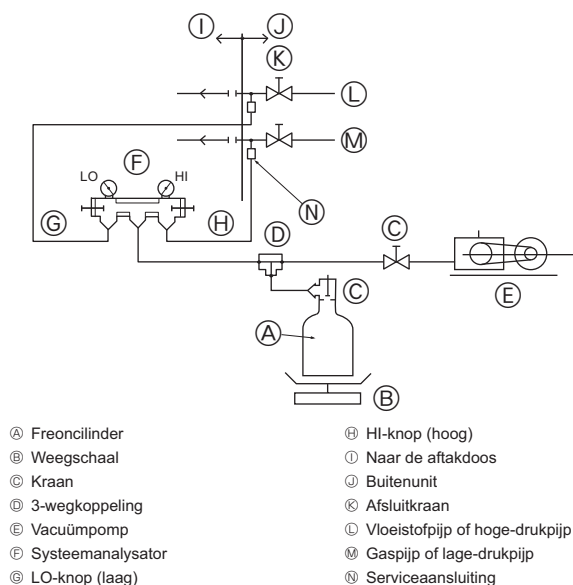 Ⓘ Ⓙ
Ⓚ
Ⓛ
Ⓕ
Ⓜ
LO HI
Ⓖ Ⓗ Ⓝ
Ⓓ Ⓒ
Ⓒ
Ⓔ
Ⓐ
Ⓑ
Ⓐ Freoncilinder
Ⓑ Weegschaal
Ⓒ Kraan
Ⓓ 3-wegkoppeling
Ⓔ Vacuümpomp
Ⓕ Systeemanalysator
Ⓖ LO-knop (laag)
Ⓗ HI-knop (hoog)
Ⓘ Naar de aftakdoos
Ⓙ Buitenunit
Ⓚ Afsluitkraan
Ⓛ Vloeistofpijp of hoge-drukpijp
Ⓜ Gaspijp of lage-drukpijp
Ⓝ Serviceaansluiting